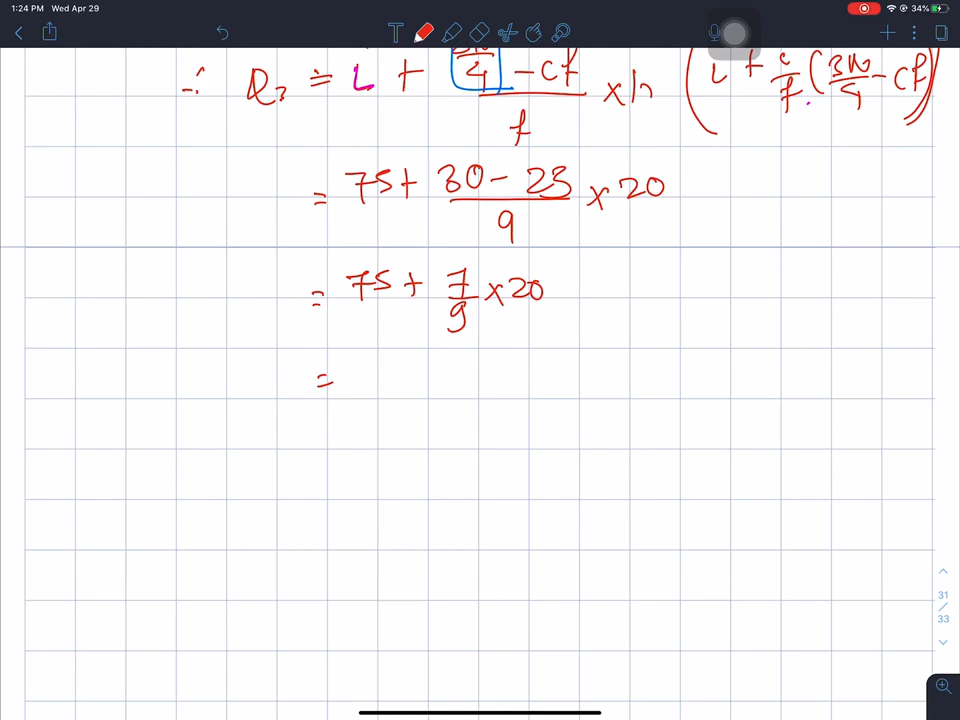 1:24 PM Wed Apr 29
34%
∴ Q₃ = L + (3N/4 - cf)/f × h (L + i/f (3N/4 - cf))
= 75 + (30 - 23)/9 × 20
= 75 + 7/9 × 20
=
31
/
33